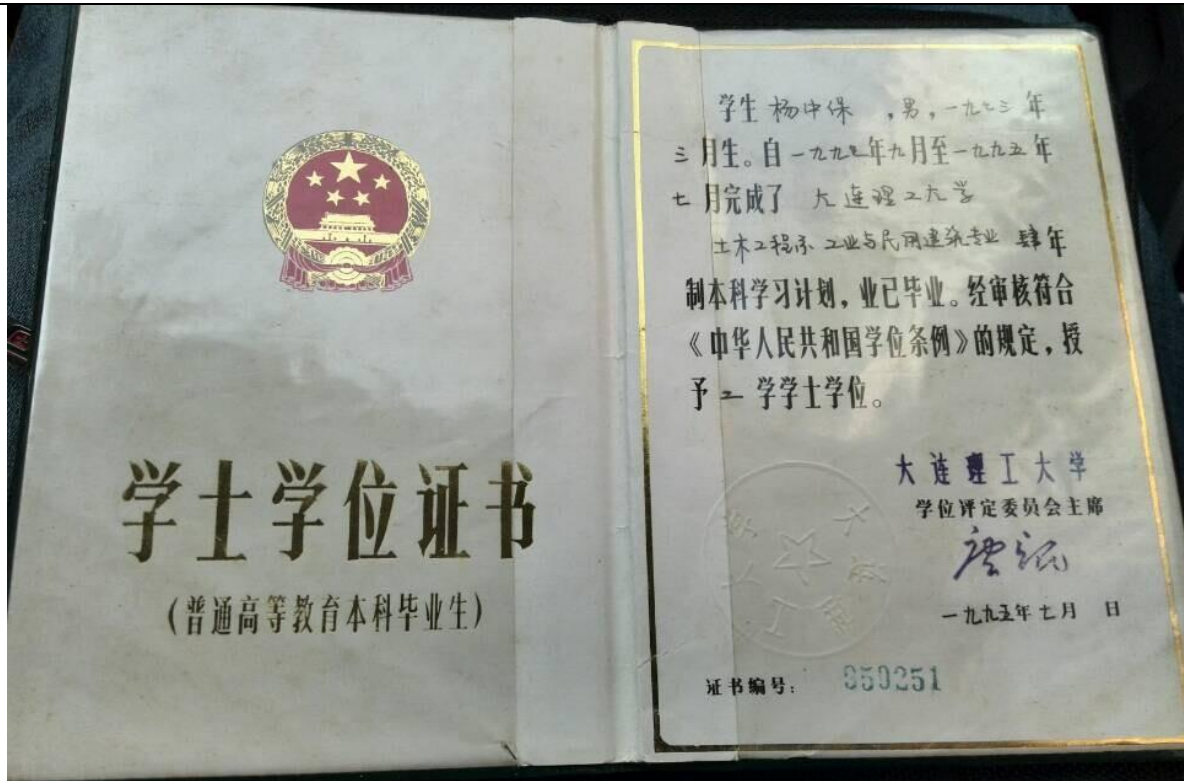 学士学位证书
(普通高等教育本科毕业生)
学生 杨中保 ,男,一九七三年
三月生。自一九九一年九月至一九九五年
七月完成了 大连理工大学
土木工程系 工业与民用建筑专业 肆年
制本科学习计划,业已毕业。经审核符合
《中华人民共和国学位条例》的规定,授
予 工 学学士学位。
大连理工大学
学位评定委员会主席
一九九五年七月 日
证书编号: 950251